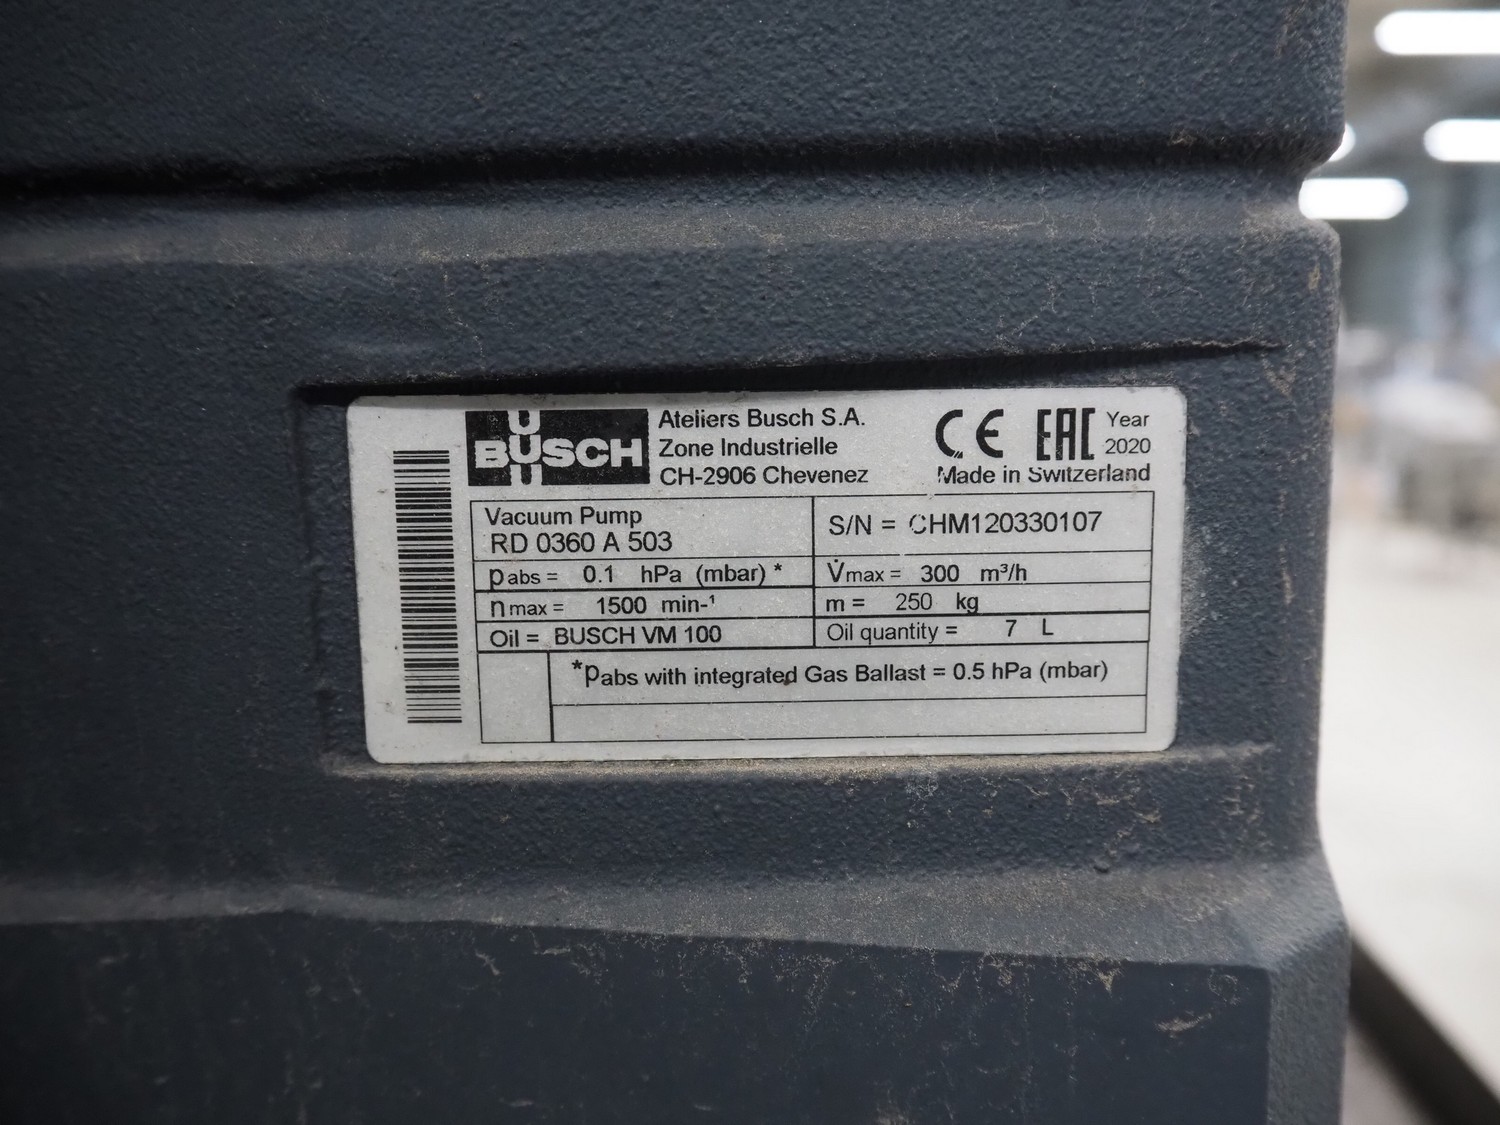 BUSCH
Ateliers Busch S.A.
Zone Industrielle
CH-2906 Chevenez
CE EAC Year
2020
Made in Switzerland
Vacuum Pump
RD 0360 A 503
S/N = CHM120330107
pabs = 0.1 hPa (mbar) *
V̇max = 300 m³/h
nmax = 1500 min-¹
m = 250 kg
Oil = BUSCH VM 100
Oil quantity = 7 L
*pabs with integrated Gas Ballast = 0.5 hPa (mbar)